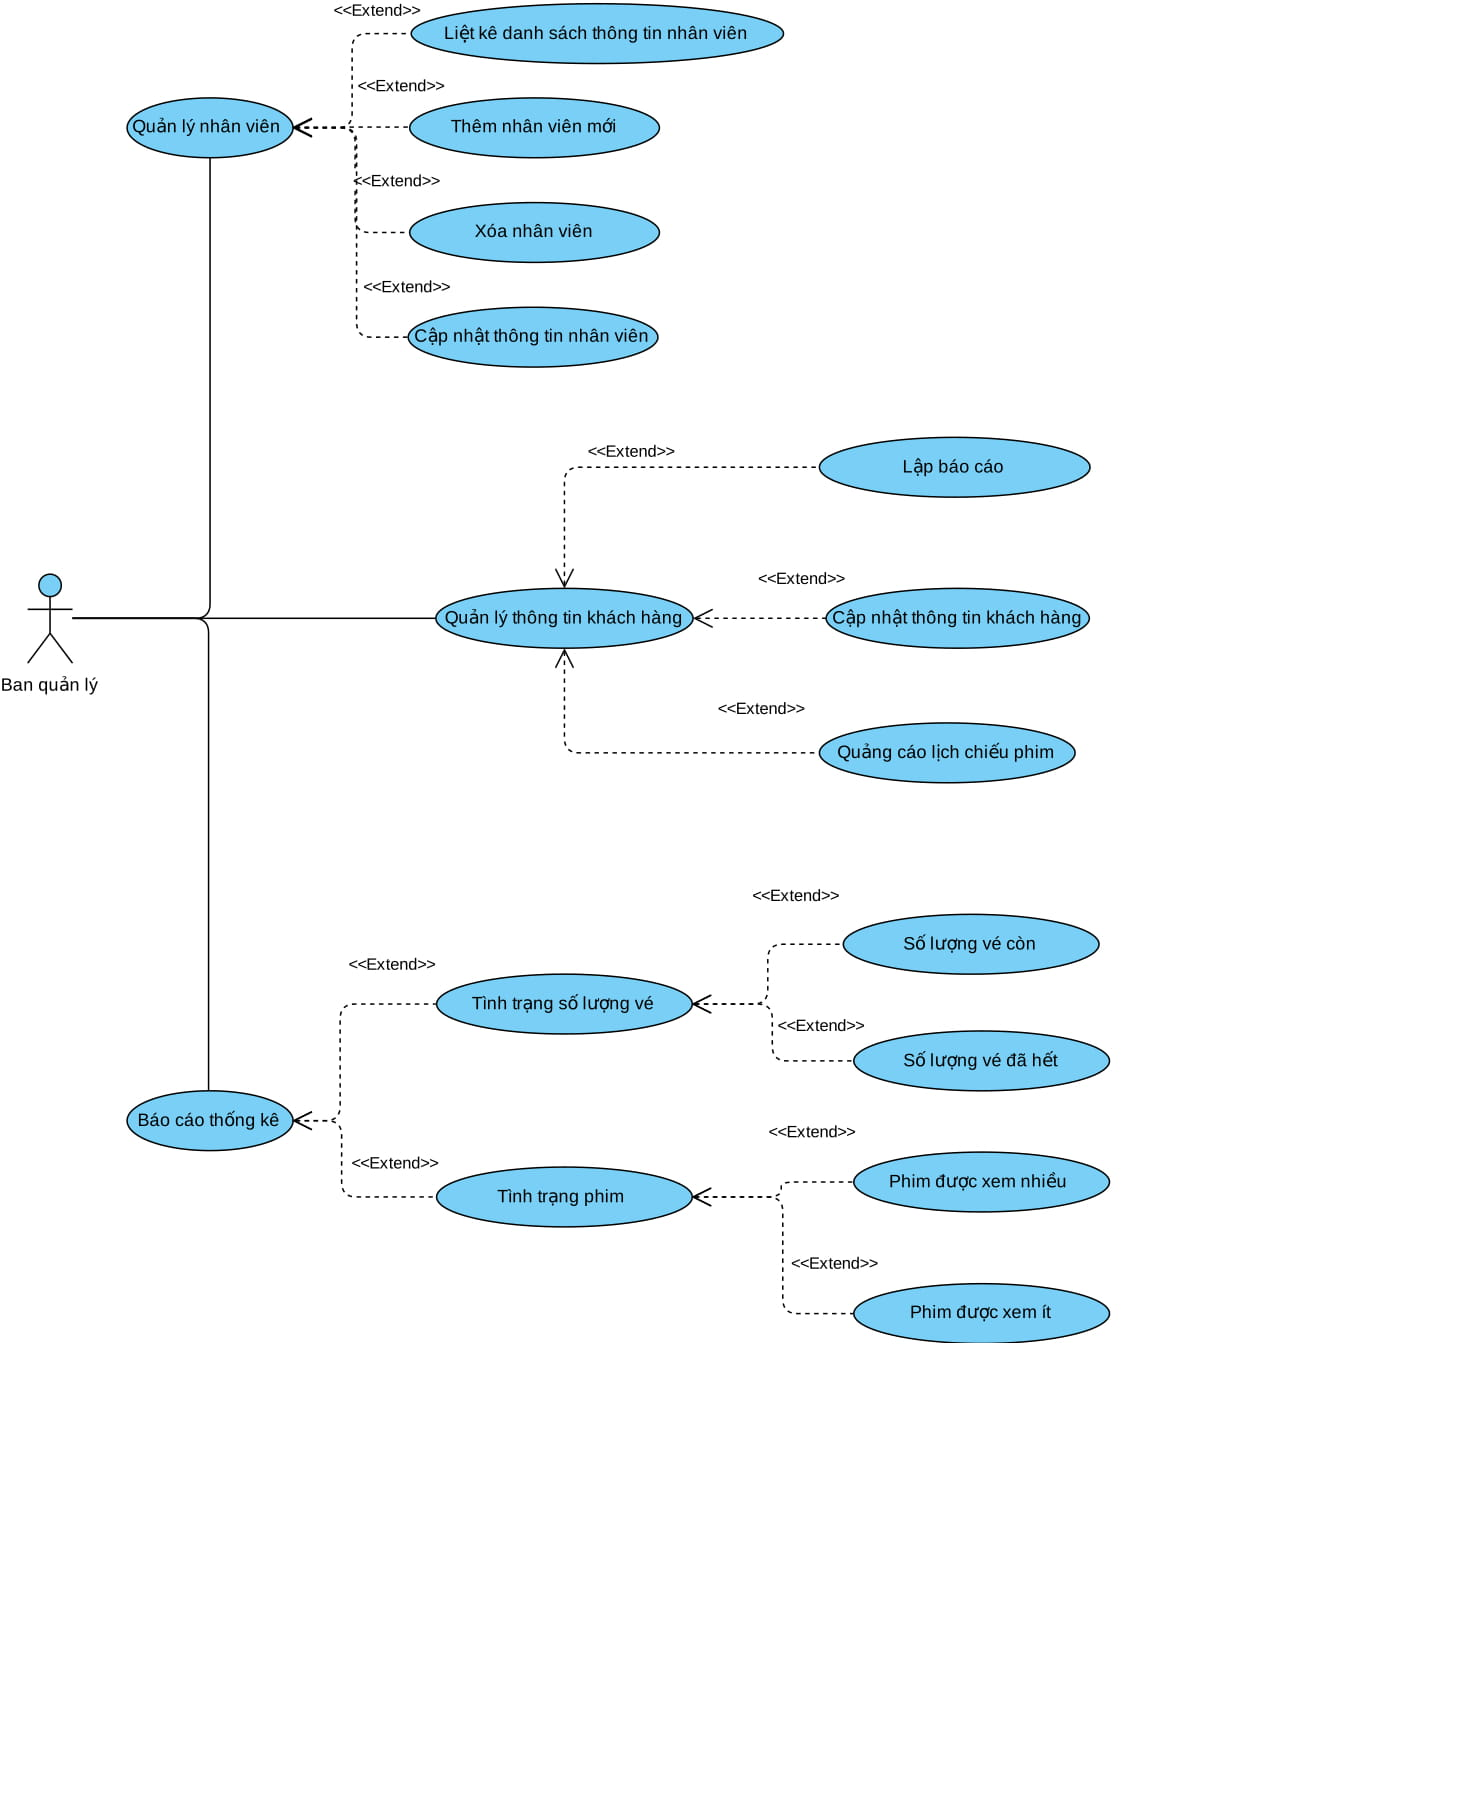 <<Extend>>
Liệt kê danh sách thông tin nhân viên
<<Extend>>
Quản lý nhân viên
Thêm nhân viên mới
<<Extend>>
Xóa nhân viên
<<Extend>>
Cập nhật thông tin nhân viên
<<Extend>>
Lập báo cáo
<<Extend>>
Quản lý thông tin khách hàng
Cập nhật thông tin khách hàng
Ban quản lý
<<Extend>>
Quảng cáo lịch chiếu phim
<<Extend>>
Số lượng vé còn
<<Extend>>
Tình trạng số lượng vé
<<Extend>>
Số lượng vé đã hết
Báo cáo thống kê
<<Extend>>
<<Extend>>
Phim được xem nhiều
Tình trạng phim
<<Extend>>
Phim được xem ít